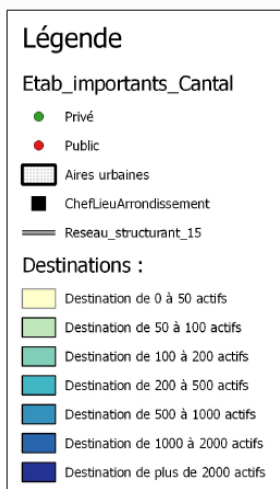 Légende
Etab_importants_Cantal
Privé
Public
Aires urbaines
ChefLieuArrondissement
Reseau_structurant_15
Destinations :
Destination de 0 à 50 actifs
Destination de 50 à 100 actifs
Destination de 100 à 200 actifs
Destination de 200 à 500 actifs
Destination de 500 à 1000 actifs
Destination de 1000 à 2000 actifs
Destination de plus de 2000 actifs